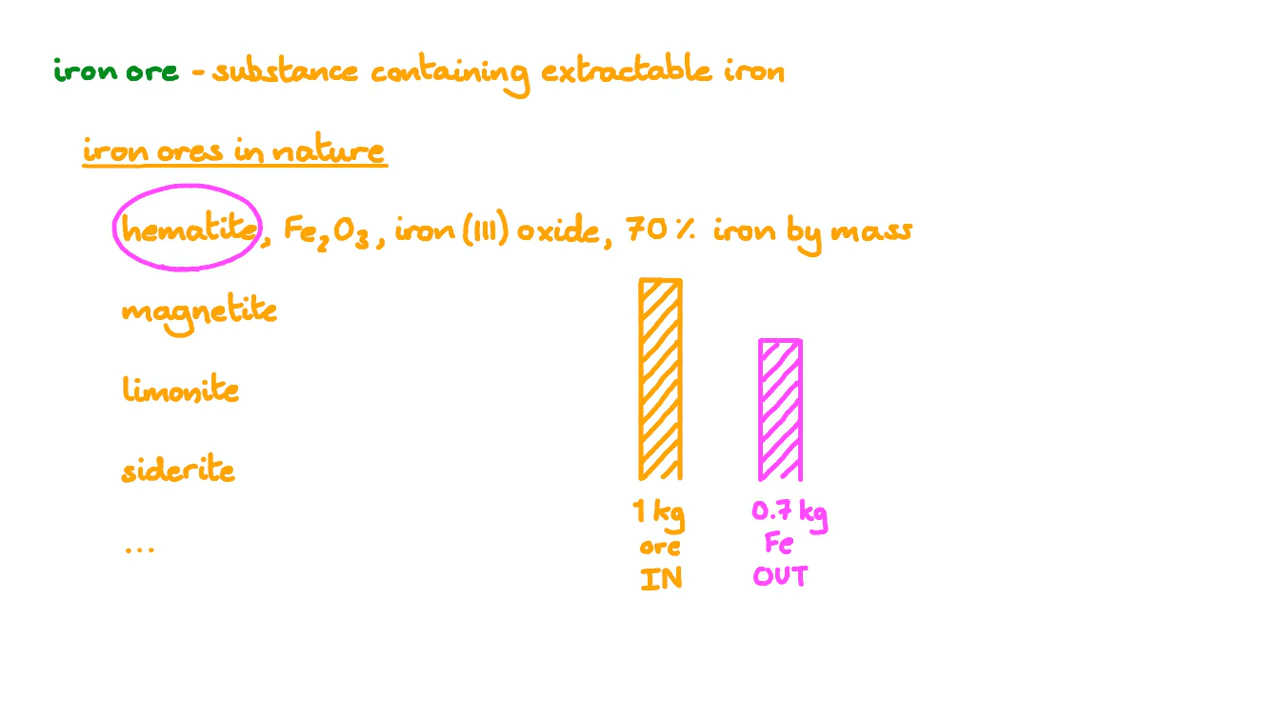 iron ore - substance containing extractable iron
iron ores in nature
hematite, Fe₂O₃, iron (III) oxide, 70% iron by mass
magnetite
limonite
siderite
...
1 kg
ore
IN
0.7 kg
Fe
OUT